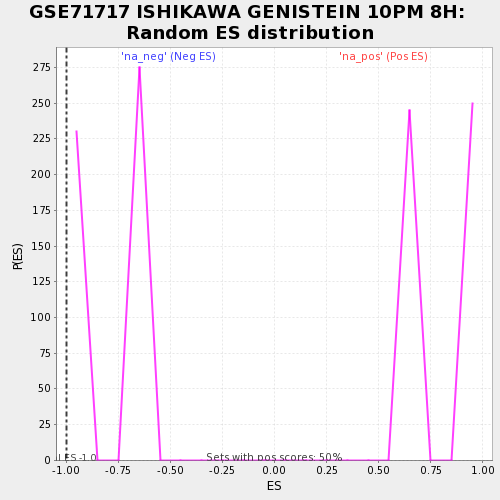 GSE71717 ISHIKAWA GENISTEIN 10PM 8H:
Random ES distribution
'na_neg' (Neg ES) 'na_pos' (Pos ES)
275
250
225
200
175
150
125
100
75
50
25
0
P(ES)
ES -1.0
Sets with pos scores: 50%
-1.00 -0.75 -0.50 -0.25 0.00 0.25 0.50 0.75 1.00
ES